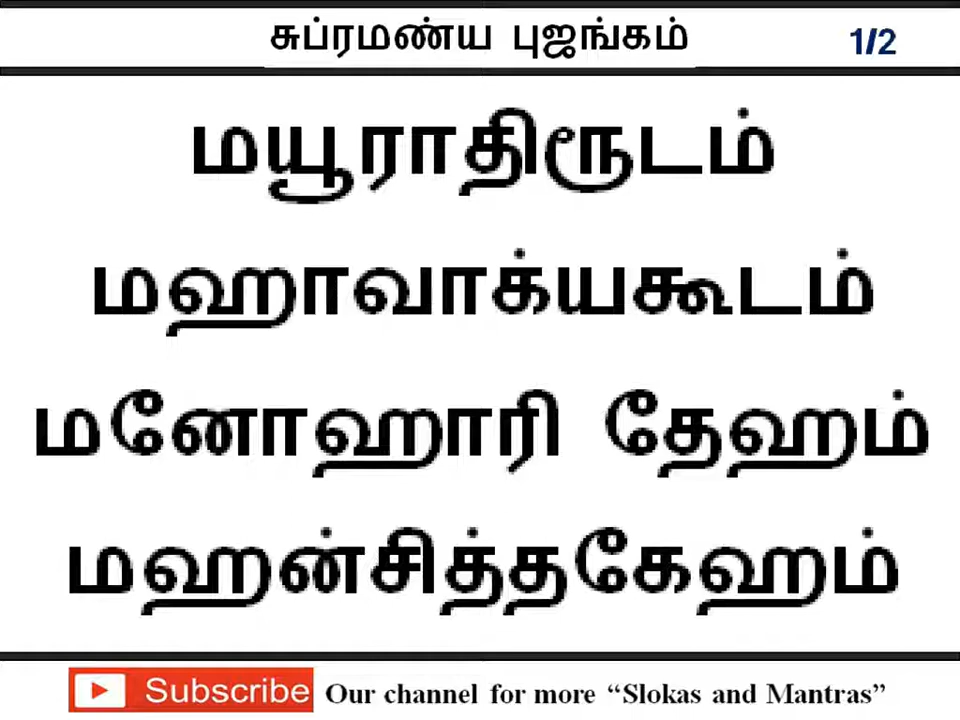 சுப்ரமண்ய புஜங்கம் 1/2
மயூராதிரூடம்
மஹாவாக்யகூடம்
மனோஹாரி தேஹம்
மஹன்சித்தகேஹம்
Subscribe Our channel for more “Slokas and Mantras”